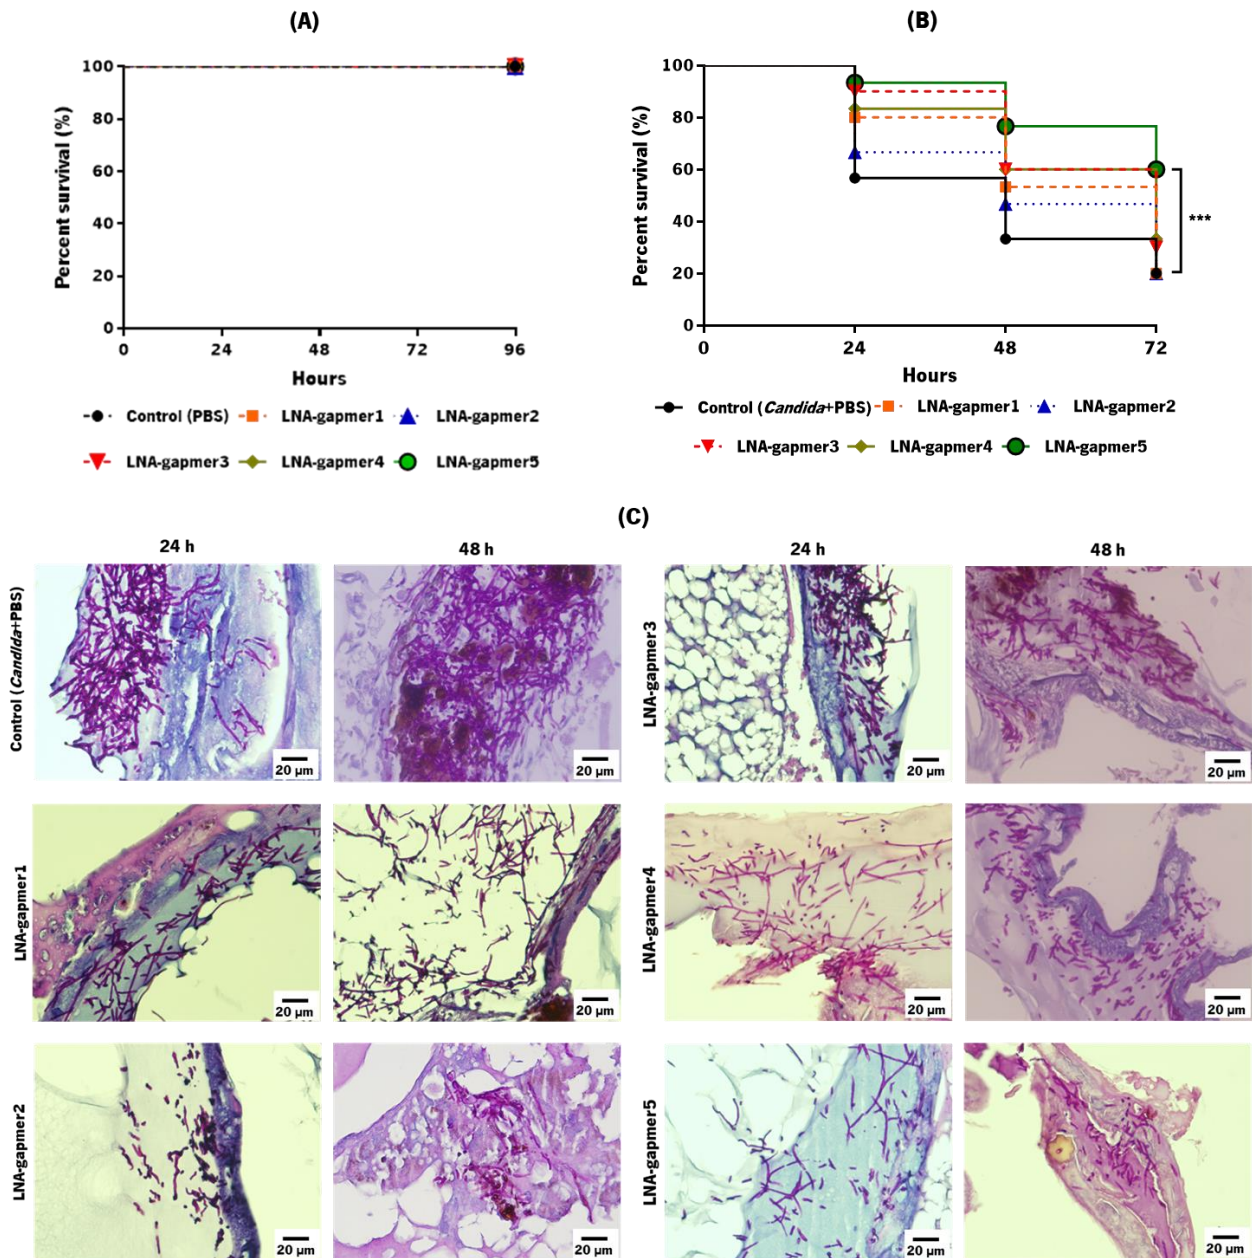 (A)
(B)
100
80
60
40
20
0
Percent survival (%)
0 24 48 72 96
Hours
Control (PBS) LNA-gapmer1 LNA-gapmer2
LNA-gapmer3 LNA-gapmer4 LNA-gapmer5
100
80
60
40
20
0
Percent survival (%)
***
0 24 48 72
Hours
Control (Candida+PBS) LNA-gapmer1 LNA-gapmer2
LNA-gapmer3 LNA-gapmer4 LNA-gapmer5
(C)
24 h 48 h 24 h 48 h
Control (Candida+PBS)
20 µm
20 µm
LNA-gapmer3
20 µm
20 µm
LNA-gapmer1
20 µm
20 µm
LNA-gapmer4
20 µm
20 µm
LNA-gapmer2
20 µm
20 µm
LNA-gapmer5
20 µm
20 µm